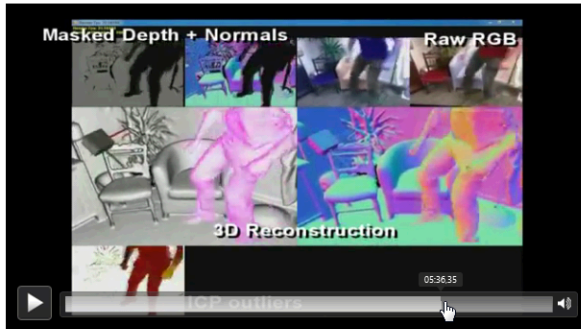 Masked Depth + Normals
Raw RGB
3D Reconstruction
05:36,35
ICP outliers